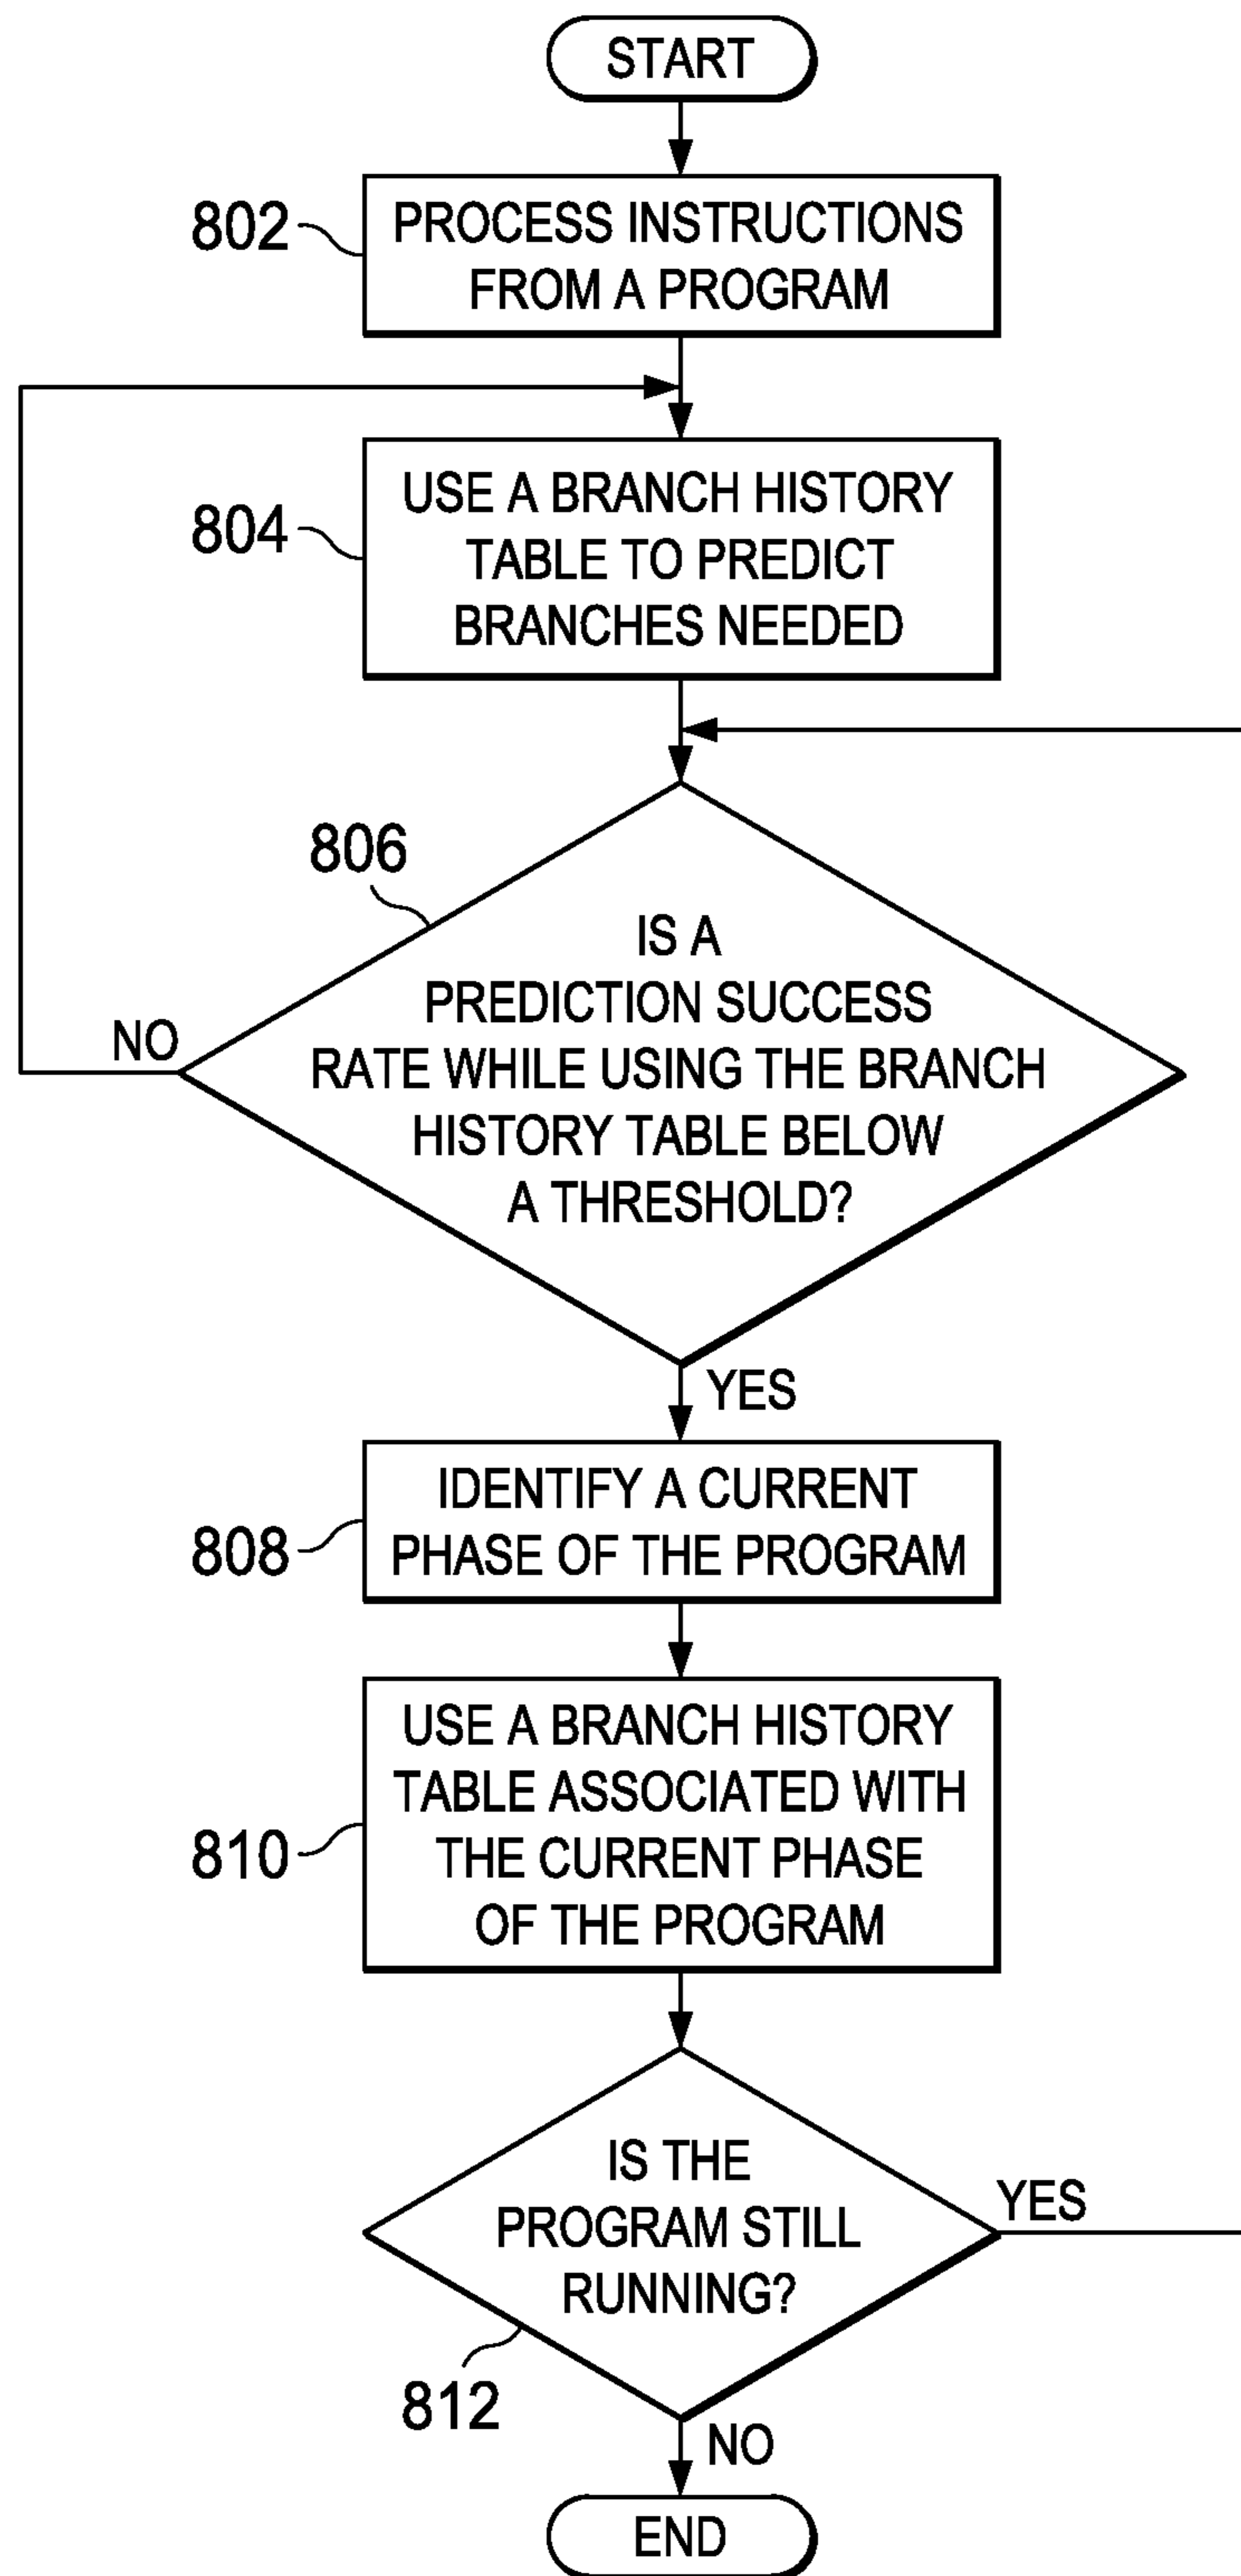 START
802
PROCESS INSTRUCTIONS
FROM A PROGRAM
804
USE A BRANCH HISTORY
TABLE TO PREDICT
BRANCHES NEEDED
806
IS A
PREDICTION SUCCESS
RATE WHILE USING THE BRANCH
HISTORY TABLE BELOW
A THRESHOLD?
NO
YES
808
IDENTIFY A CURRENT
PHASE OF THE PROGRAM
810
USE A BRANCH HISTORY
TABLE ASSOCIATED WITH
THE CURRENT PHASE
OF THE PROGRAM
IS THE
PROGRAM STILL
RUNNING?
YES
812
NO
END